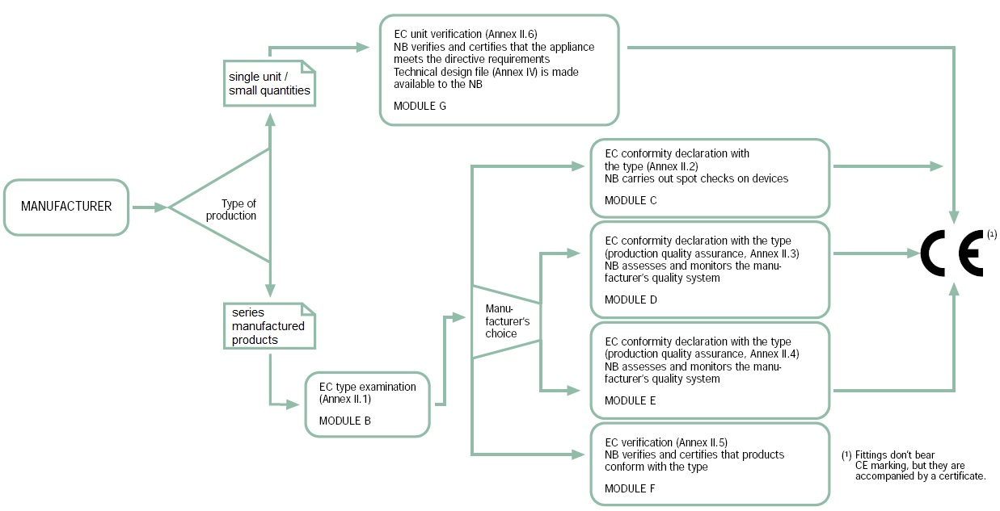 EC unit verification (Annex II.6)
NB verifies and certifies that the appliance
meets the directive requirements
Technical design file (Annex IV) is made
available to the NB
MODULE G
single unit /
small quantities
MANUFACTURER
Type of
production
series
manufactured
products
EC type examination
(Annex II.1)
MODULE B
Manu-
facturer's
choice
EC conformity declaration with
the type (Annex II.2)
NB carries out spot checks on devices
MODULE C
EC conformity declaration with the type
(production quality assurance, Annex II.3)
NB assesses and monitors the manu-
facturer's quality system
MODULE D
EC conformity declaration with the type
(production quality assurance, Annex II.4)
NB assesses and monitors the manu-
facturer's quality system
MODULE E
EC verification (Annex II.5)
NB verifies and certifies that products
conform with the type
MODULE F
CE (1)
(1) Fittings don't bear
CE marking, but they are
accompanied by a certificate.